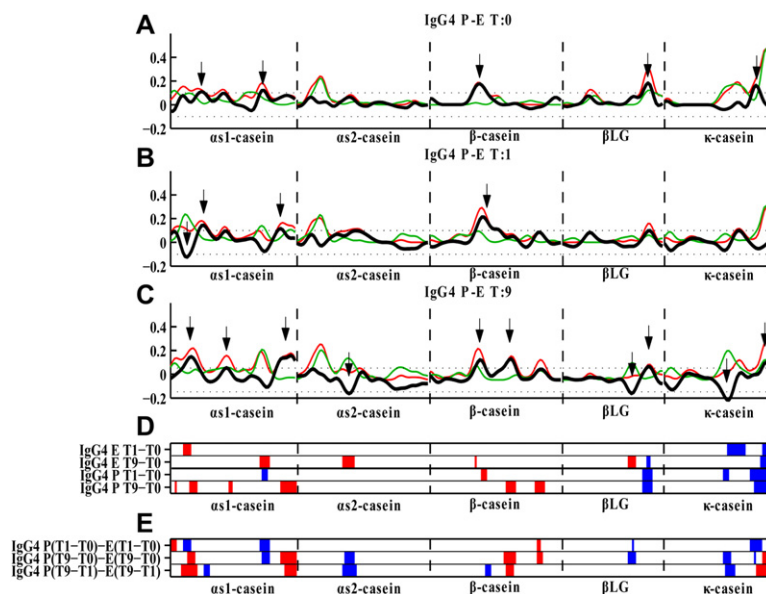 A
IgG4 P-E T:0
0.4
0.2
0
−0.2
αs1-casein αs2-casein β-casein βLG κ-casein
B
IgG4 P-E T:1
0.4
0.2
0
−0.2
αs1-casein αs2-casein β-casein βLG κ-casein
C
IgG4 P-E T:9
0.4
0.2
0
−0.2
αs1-casein αs2-casein β-casein βLG κ-casein
D
IgG4 E T1−T0
IgG4 E T9−T0
IgG4 P T1−T0
IgG4 P T9−T0
αs1-casein αs2-casein β-casein βLG κ-casein
E
IgG4 P(T1−T0)−E(T1−T0)
IgG4 P(T9−T0)−E(T9−T0)
IgG4 P(T9−T1)−E(T9−T1)
αs1-casein αs2-casein β-casein βLG κ-casein